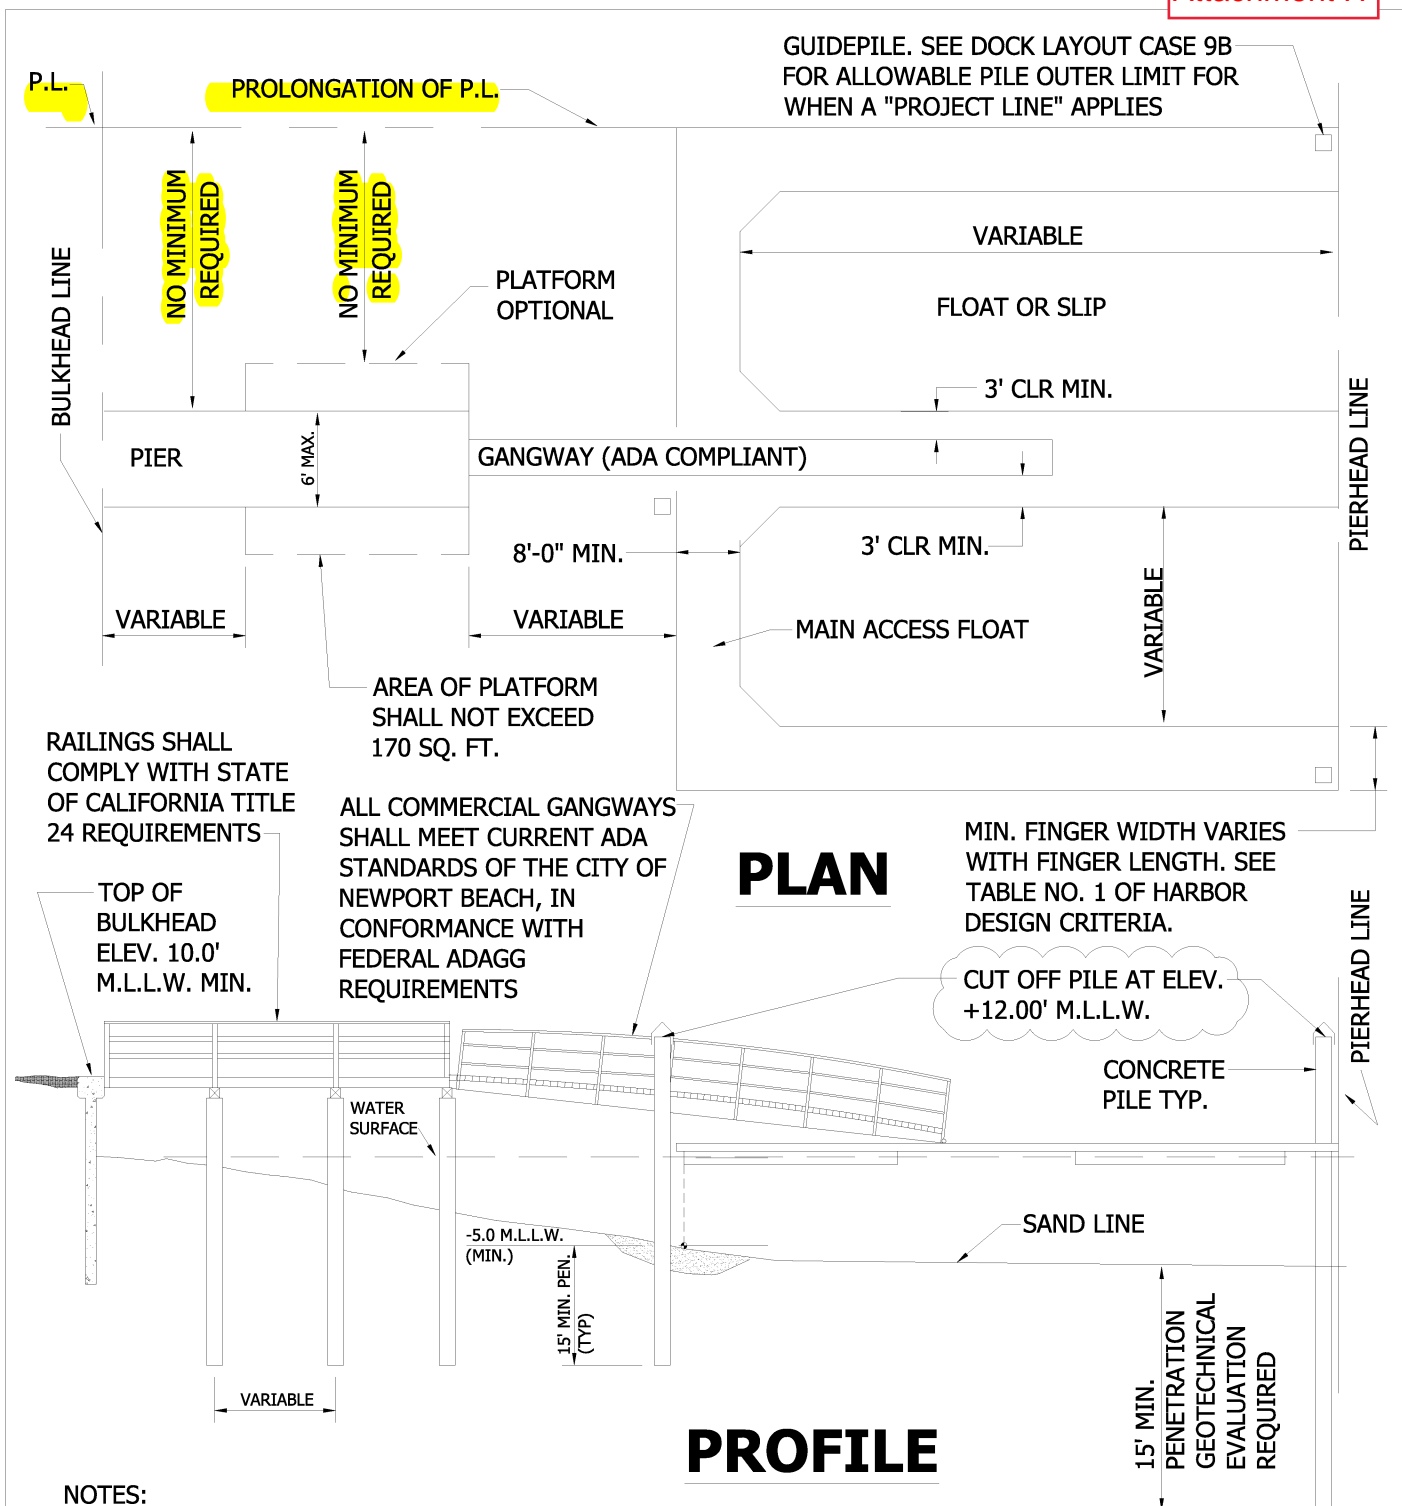 GUIDEPILE. SEE DOCK LAYOUT CASE 9B
FOR ALLOWABLE PILE OUTER LIMIT FOR
WHEN A "PROJECT LINE" APPLIES
P.L.
PROLONGATION OF P.L.
NO MINIMUM
REQUIRED
NO MINIMUM
REQUIRED
BULKHEAD LINE
PLATFORM
OPTIONAL
VARIABLE
FLOAT OR SLIP
3' CLR MIN.
PIERHEAD LINE
PIER
6' MAX.
GANGWAY (ADA COMPLIANT)
8'-0" MIN.
3' CLR MIN.
VARIABLE
VARIABLE
VARIABLE
MAIN ACCESS FLOAT
AREA OF PLATFORM
SHALL NOT EXCEED
170 SQ. FT.
RAILINGS SHALL
COMPLY WITH STATE
OF CALIFORNIA TITLE
24 REQUIREMENTS
ALL COMMERCIAL GANGWAYS
SHALL MEET CURRENT ADA
STANDARDS OF THE CITY OF
NEWPORT BEACH, IN
CONFORMANCE WITH
FEDERAL ADAGG
REQUIREMENTS
PLAN
MIN. FINGER WIDTH VARIES
WITH FINGER LENGTH. SEE
TABLE NO. 1 OF HARBOR
DESIGN CRITERIA.
TOP OF
BULKHEAD
ELEV. 10.0'
M.L.L.W. MIN.
CUT OFF PILE AT ELEV.
+12.00' M.L.L.W.
PIERHEAD LINE
CONCRETE
PILE TYP.
WATER
SURFACE
-5.0 M.L.L.W.
(MIN.)
SAND LINE
15' MIN. PEN.
(TYP)
15' MIN.
PENETRATION
GEOTECHNICAL
EVALUATION
REQUIRED
VARIABLE
PROFILE
NOTES: